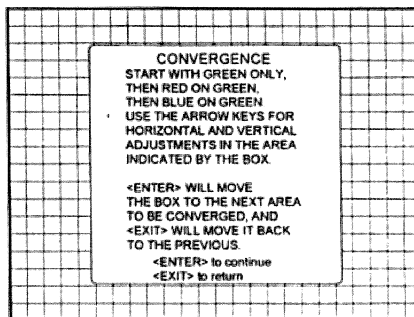 CONVERGENCE
START WITH GREEN ONLY,
THEN RED ON GREEN,
THEN BLUE ON GREEN
USE THE ARROW KEYS FOR
HORIZONTAL AND VERTICAL
ADJUSTMENTS IN THE AREA
INDICATED BY THE BOX.
<ENTER> WILL MOVE
THE BOX TO THE NEXT AREA
TO BE CONVERGED, AND
<EXIT> WILL MOVE IT BACK
TO THE PREVIOUS.
<ENTER> to continue
<EXIT> to return